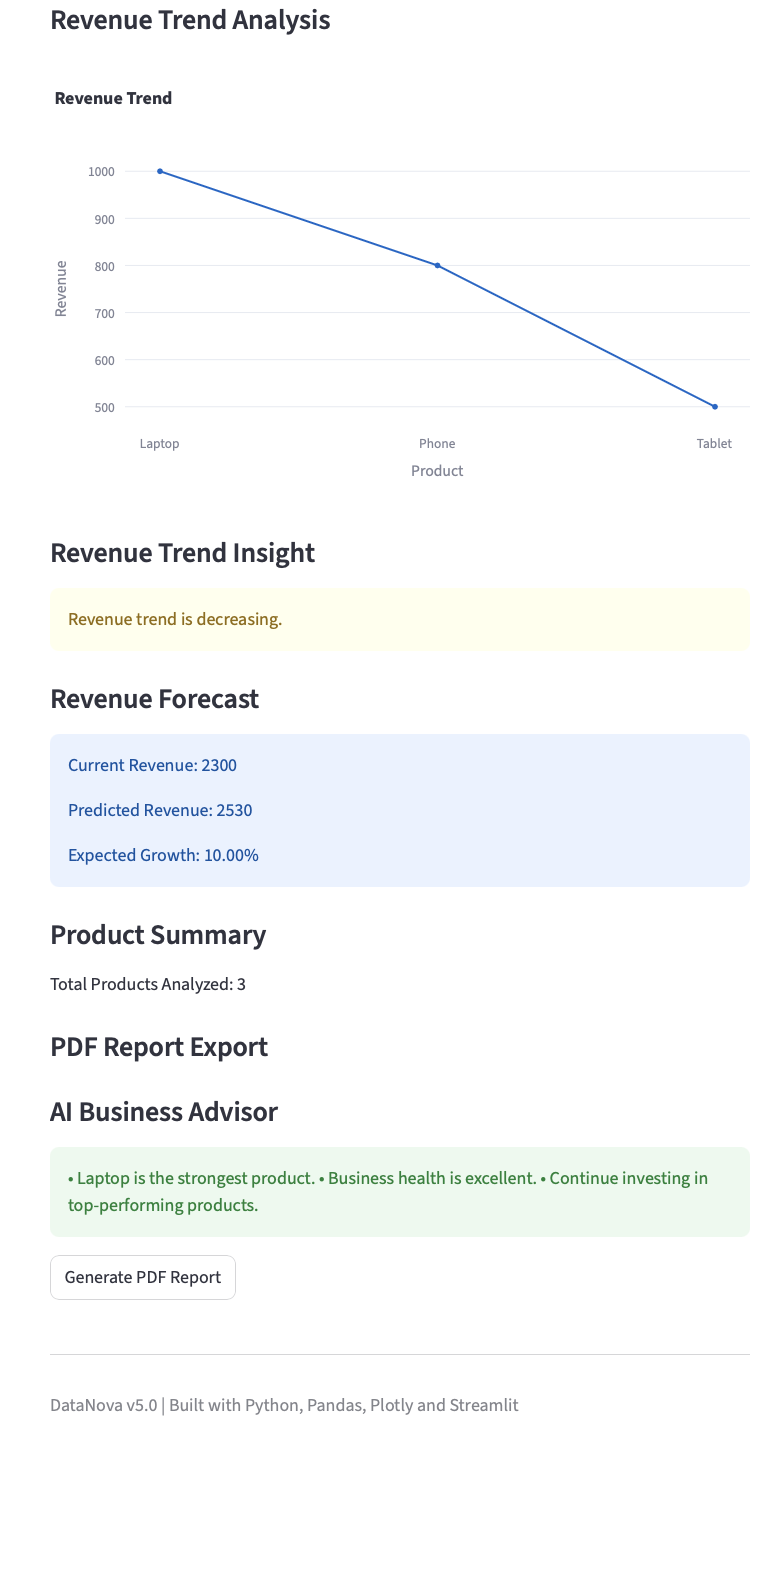 Revenue Trend Analysis
Revenue Trend
1000
900
800
700
600
500
Revenue
Laptop
Phone
Tablet
Product
Revenue Trend Insight
Revenue trend is decreasing.
Revenue Forecast
Current Revenue: 2300
Predicted Revenue: 2530
Expected Growth: 10.00%
Product Summary
Total Products Analyzed: 3
PDF Report Export
AI Business Advisor
• Laptop is the strongest product. • Business health is excellent. • Continue investing in
top-performing products.
Generate PDF Report
DataNova v5.0 | Built with Python, Pandas, Plotly and Streamlit